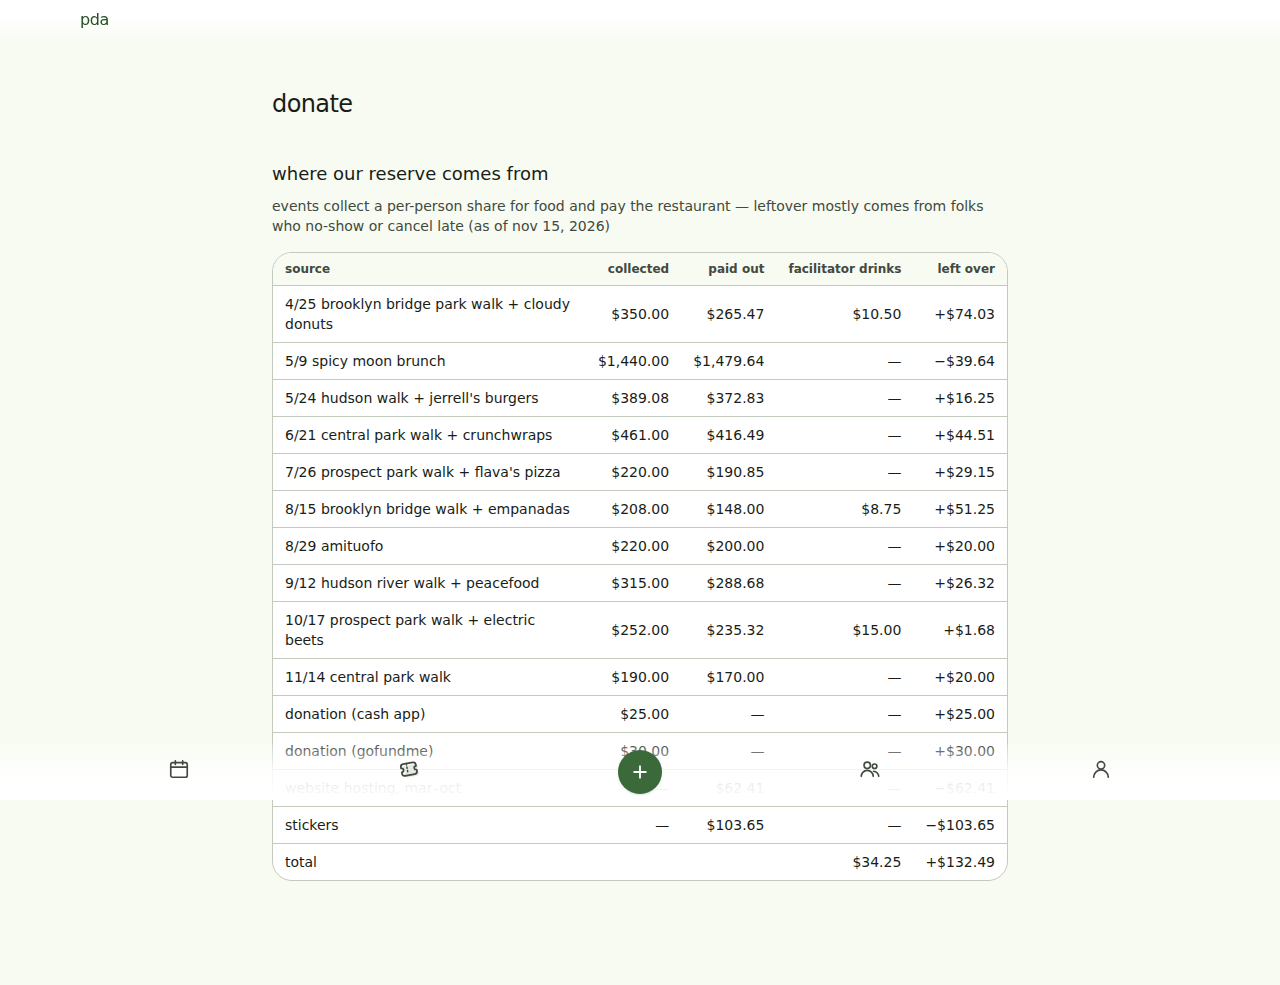 pda
donate
where our reserve comes from
events collect a per-person share for food and pay the restaurant — leftover mostly comes from folks
who no-show or cancel late (as of nov 15, 2026)
source collected paid out facilitator drinks left over
4/25 brooklyn bridge park walk + cloudy
donuts $350.00 $265.47 $10.50 +$74.03
5/9 spicy moon brunch $1,440.00 $1,479.64 — −$39.64
5/24 hudson walk + jerrell's burgers $389.08 $372.83 — +$16.25
6/21 central park walk + crunchwraps $461.00 $416.49 — +$44.51
7/26 prospect park walk + flava's pizza $220.00 $190.85 — +$29.15
8/15 brooklyn bridge walk + empanadas $208.00 $148.00 $8.75 +$51.25
8/29 amituofo $220.00 $200.00 — +$20.00
9/12 hudson river walk + peacefood $315.00 $288.68 — +$26.32
10/17 prospect park walk + electric
beets $252.00 $235.32 $15.00 +$1.68
11/14 central park walk $190.00 $170.00 — +$20.00
donation (cash app) $25.00 — — +$25.00
donation (gofundme) $30.00 — — +$30.00
website hosting, mar-oct — $62.41 — −$62.41
stickers — $103.65 — −$103.65
total $34.25 +$132.49